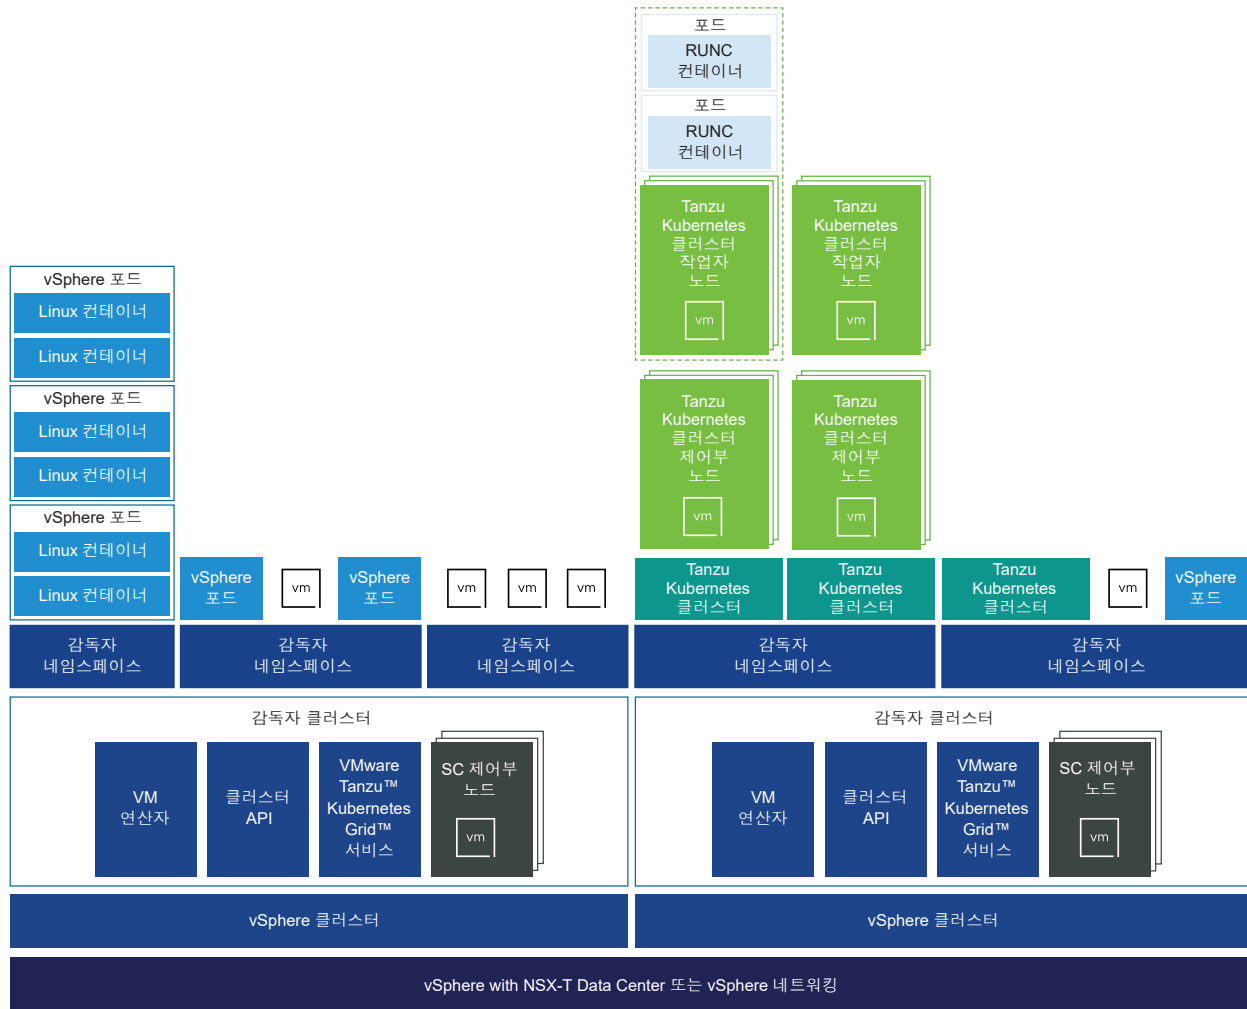 포드
RUNC
컨테이너
포드
RUNC
컨테이너
Tanzu
Kubernetes
클러스터
작업자
노드
vm
Tanzu
Kubernetes
클러스터
작업자
노드
vm
vSphere 포드
Linux 컨테이너
Linux 컨테이너
vSphere 포드
Linux 컨테이너
Linux 컨테이너
vSphere 포드
Linux 컨테이너
Linux 컨테이너
Tanzu
Kubernetes
클러스터
제어부
노드
vm
Tanzu
Kubernetes
클러스터
제어부
노드
vm
vSphere
포드
vm
vSphere
포드
vm
vm
vm
Tanzu
Kubernetes
클러스터
Tanzu
Kubernetes
클러스터
Tanzu
Kubernetes
클러스터
vm
vSphere
포드
감독자
네임스페이스
감독자
네임스페이스
감독자
네임스페이스
감독자
네임스페이스
감독자
네임스페이스
감독자 클러스터
VM
연산자
클러스터
API
VMware
Tanzu™
Kubernetes
Grid™
서비스
SC 제어부
노드
vm
감독자 클러스터
VM
연산자
클러스터
API
VMware
Tanzu™
Kubernetes
Grid™
서비스
SC 제어부
노드
vm
vSphere 클러스터
vSphere 클러스터
vSphere with NSX-T Data Center 또는 vSphere 네트워킹